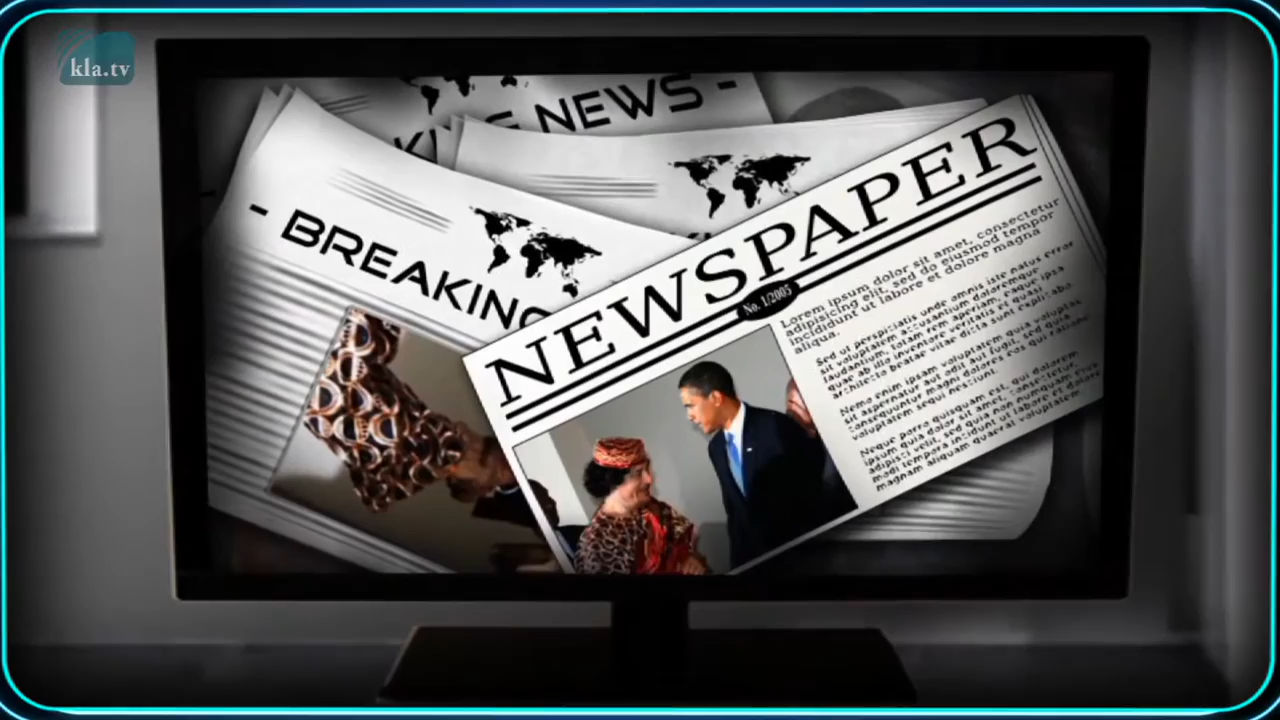 kla.tv
KING NEWS -
- BREAKING
NEWSPAPER
No. 1/2005
Lorem ipsum dolor sit amet, consectetur
adipisicing elit, sed do eiusmod tempor
incididunt ut labore et dolore magna
aliqua.
Sed ut perspiciatis unde omnis iste natus error
sit voluptatem accusantium doloremque
laudantium, totam rem aperiam, eaque ipsa
quae ab illo inventore veritatis et quasi
architecto beatae vitae dicta sunt explicabo.
Nemo enim ipsam voluptatem quia voluptas
sit aspernatur aut odit aut fugit, sed quia
consequuntur magni dolores eos qui ratione
voluptatem sequi nesciunt.
Neque porro quisquam est, qui dolorem
ipsum quia dolor sit amet, consectetur,
adipisci velit, sed quia non numquam eius
modi tempora incidunt ut labore et dolore
magnam aliquam quaerat voluptatem